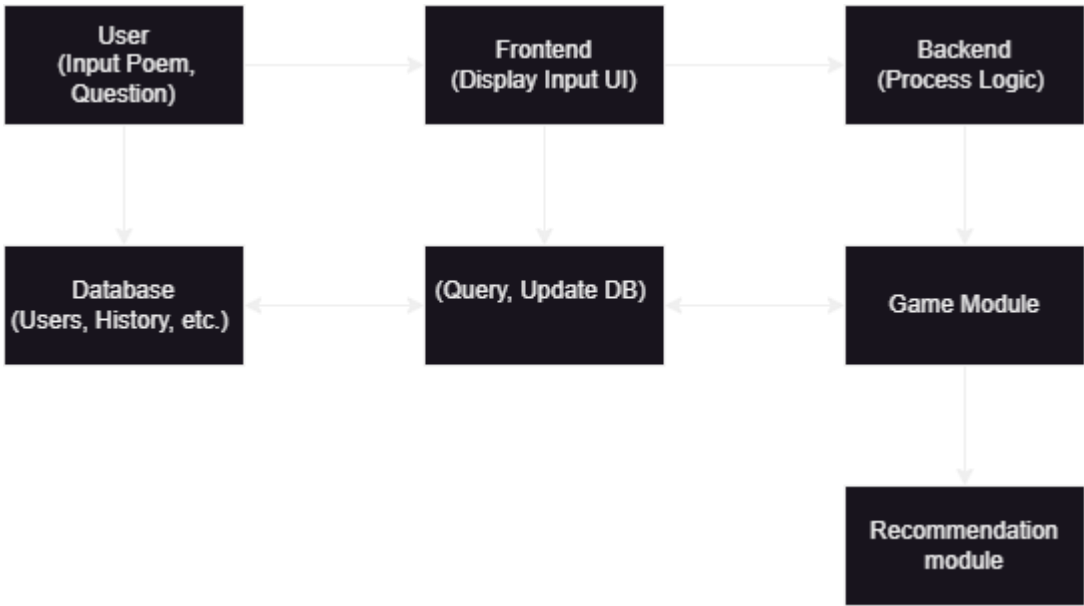 User
(Input Poem,
Question)
Frontend
(Display Input UI)
Backend
(Process Logic)
Database
(Users, History, etc.)
(Query, Update DB)
Game Module
Recommendation
module